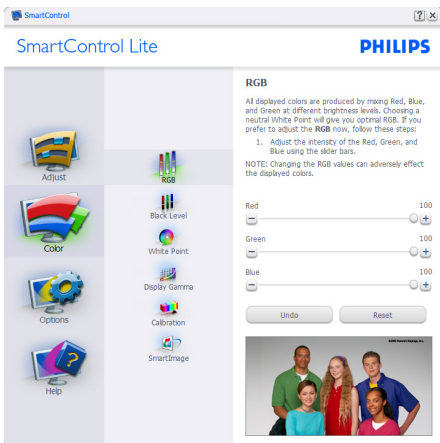 SmartControl
SmartControl Lite
PHILIPS
Adjust
Color
Options
Help
RGB
Black Level
White Point
Display Gamma
Calibration
SmartImage
RGB
All displayed colors are produced by mixing Red, Blue,
and Green at different brightness levels. Choosing a
neutral White Point will give you optimal RGB. If you
prefer to adjust the RGB now, follow these steps:
1. Adjust the intensity of the Red, Green, and
Blue using the slider bars.
NOTE: Changing the RGB values can adversely effect
the displayed colors.
Red 100
Green 100
Blue 100
Undo Reset